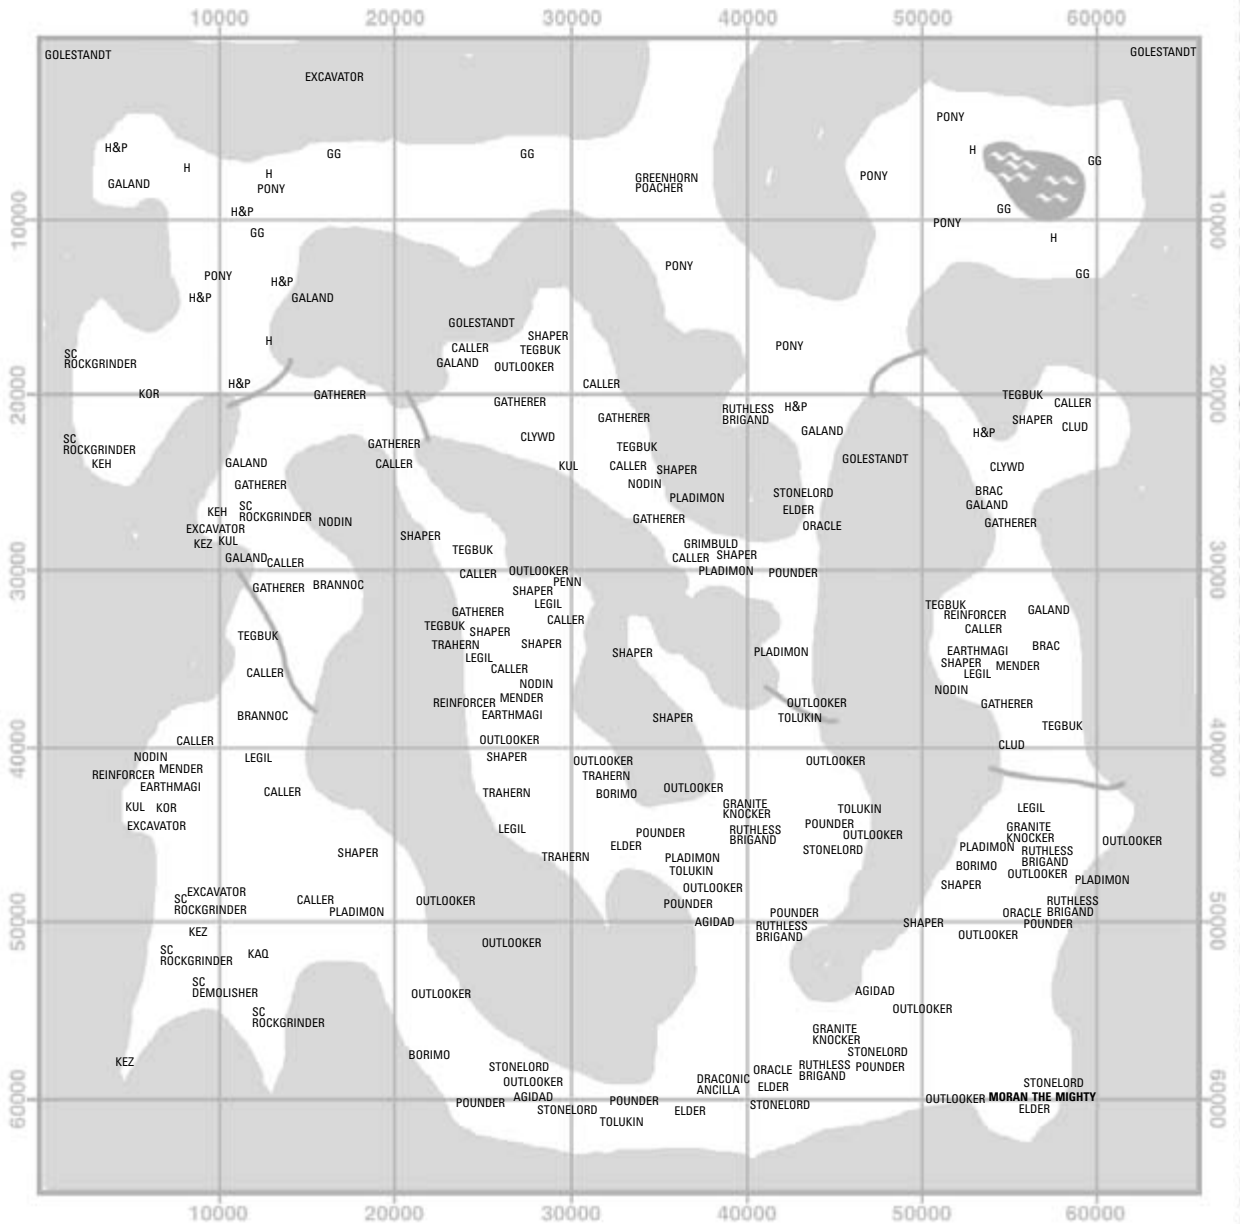 10000 20000 30000 40000 50000 60000
GOLESTANDT
GOLESTANDT
EXCAVATOR
PONY
H&P
H
GG
GG
H
GG
H
PONY
GALAND
GREENHORN
POACHER
PONY
H&P
GG
GG
PONY
10000
10000
H
PONY
H&P
H&P
GALAND
PONY
GG
GOLESTANDT
SHAPER
CALLER
TEGBUK
GALAND
OUTLOOKER
H
PONY
SC
ROCKGRINDER
KOR
H&P
GATHERER
CALLER
GATHERER
GATHERER
RUTHLESS
BRIGAND
H&P
GALAND
TEGBUK
CALLER
SHAPER
CLUD
H&P
20000
20000
SC
ROCKGRINDER
KEH
GALAND
GATHERER
GATHERER
CALLER
CLYWD
KUL
TEGBUK
CALLER
SHAPER
NODIN
PLADIMON
GATHERER
STONELORD
ELDER
ORACLE
GOLESTANDT
CLYWD
BRAC
GALAND
GATHERER
KEH
SC
ROCKGRINDER
EXCAVATOR
KEZ
KUL
NODIN
GALAND
CALLER
SHAPER
TEGBUK
GRIMBULD
CALLER
SHAPER
PLADIMON
POUNDER
30000
30000
GATHERER
BRANNOC
CALLER
OUTLOOKER
PENN
SHAPER
LEGIL
GATHERER
CALLER
TEGBUK
SHAPER
TRAHERN
SHAPER
LEGIL
CALLER
NODIN
REINFORCER
MENDER
EARTHMAGI
SHAPER
PLADIMON
TEGBUK
REINFORCER
GALAND
CALLER
EARTHMAGI
BRAC
SHAPER
MENDER
LEGIL
NODIN
GATHERER
TEGBUK
CLUD
TEGBUK
CALLER
BRANNOC
CALLER
OUTLOOKER
SHAPER
SHAPER
OUTLOOKER
TOLUKIN
40000
40000
NODIN
LEGIL
REINFORCER
MENDER
EARTHMAGI
CALLER
KUL
KOR
EXCAVATOR
OUTLOOKER
TRAHERN
BORIMO
TRAHERN
OUTLOOKER
OUTLOOKER
GRANITE
KNOCKER
RUTHLESS
BRIGAND
TOLUKIN
POUNDER
OUTLOOKER
STONELORD
LEGIL
GRANITE
KNOCKER
PLADIMON
RUTHLESS
BRIGAND
OUTLOOKER
BORIMO
OUTLOOKER
SHAPER
PLADIMON
SHAPER
LEGIL
TRAHERN
POUNDER
ELDER
PLADIMON
TOLUKIN
OUTLOOKER
POUNDER
AGIDAD
POUNDER
RUTHLESS
BRIGAND
RUTHLESS
BRIGAND
ORACLE
POUNDER
SHAPER
OUTLOOKER
EXCAVATOR
SC
ROCKGRINDER
CALLER
PLADIMON
OUTLOOKER
50000
50000
KEZ
SC
ROCKGRINDER
KAQ
OUTLOOKER
SC
DEMOLISHER
SC
ROCKGRINDER
OUTLOOKER
AGIDAD
OUTLOOKER
KEZ
BORIMO
STONELORD
OUTLOOKER
AGIDAD
POUNDER
STONELORD
POUNDER
TOLUKIN
ELDER
DRACONIC
ANCILLA
ORACLE
ELDER
STONELORD
GRANITE
KNOCKER
STONELORD
RUTHLESS
BRIGAND
POUNDER
STONELORD
OUTLOOKER
MORAN THE MIGHTY
ELDER
60000
60000
10000 20000 30000 40000 50000 60000